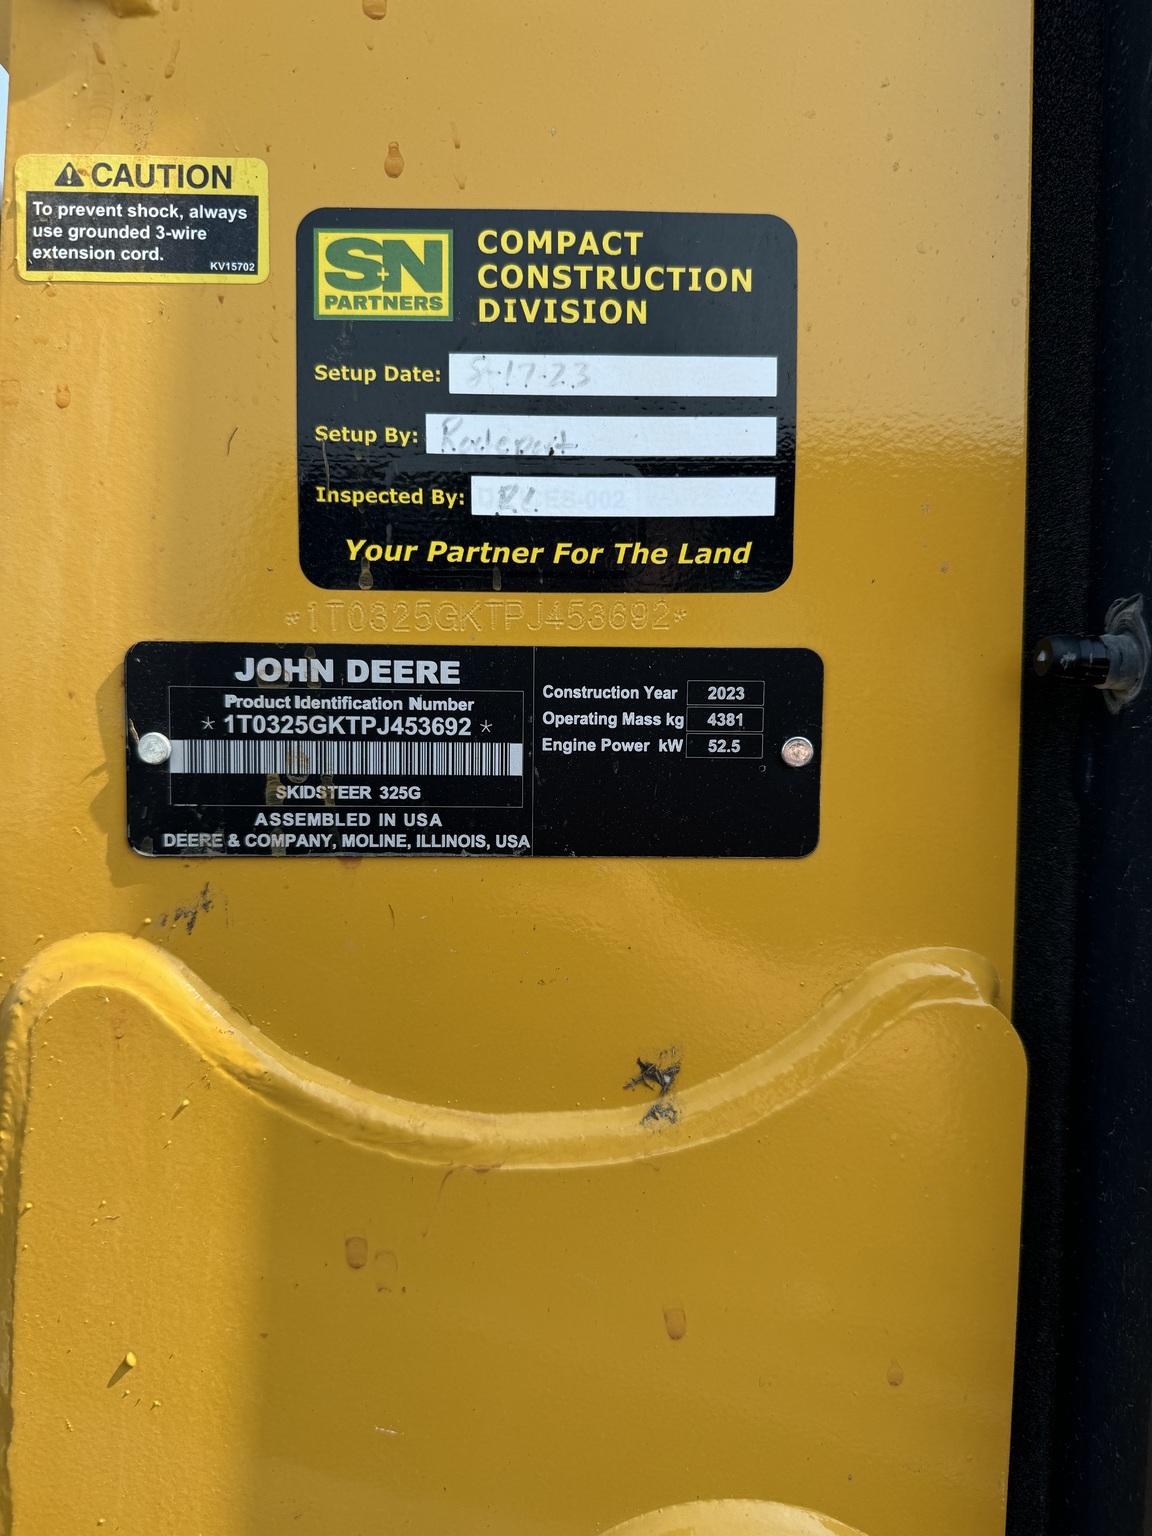 CAUTION
To prevent shock, always
use grounded 3-wire
extension cord.
KV15702
S+N
PARTNERS
COMPACT
CONSTRUCTION
DIVISION
Setup Date: 5-17-23
Setup By:
Inspected By: RL
Your Partner For The Land
*1T0325GKTPJ453692*
JOHN DEERE
Product Identification Number
* 1T0325GKTPJ453692 *
SKIDSTEER 325G
ASSEMBLED IN USA
DEERE & COMPANY, MOLINE, ILLINOIS, USA
Construction Year 2023
Operating Mass kg 4381
Engine Power kW 52.5